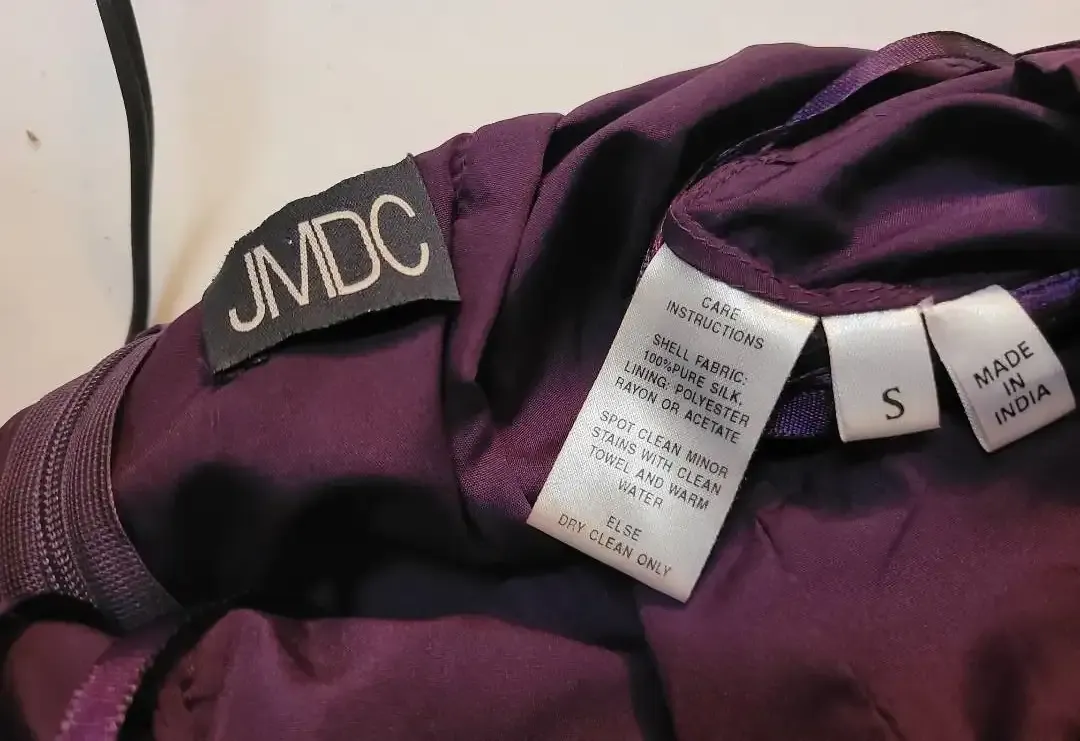 JMDC
CARE
INSTRUCTIONS
SHELL FABRIC:
100%PURE SILK,
LINING: POLYESTER
RAYON OR ACETATE
SPOT CLEAN MINOR
STAINS WITH CLEAN
TOWEL AND WARM
WATER
ELSE
DRY CLEAN ONLY
S
MADE
IN
INDIA